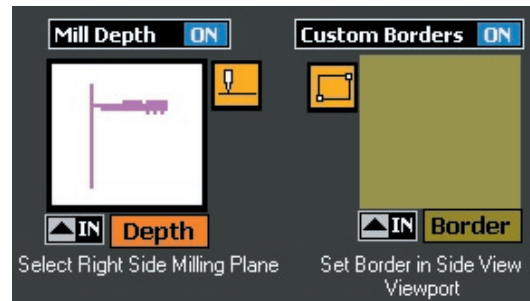 Mill Depth ON
Custom Borders ON
IN Depth
IN Border
Select Right Side Milling Plane
Set Border in Side View
Viewport